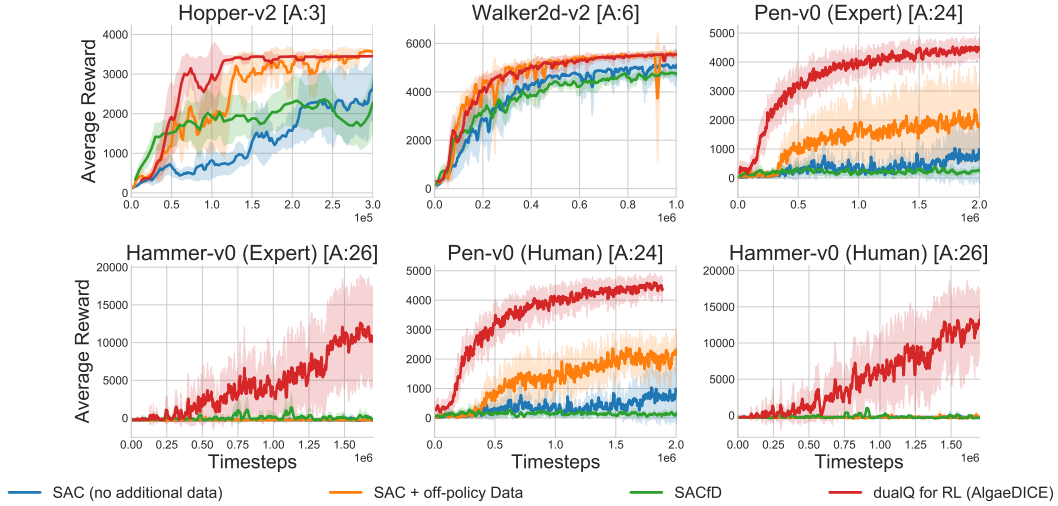 Hopper-v2 [A:3]
Walker2d-v2 [A:6]
Pen-v0 (Expert) [A:24]
Average Reward
4000
3000
2000
1000
0
0.0 0.5 1.0 1.5 2.0 2.5 3.0
1e5
6000
4000
2000
0
0.0 0.2 0.4 0.6 0.8 1.0
1e6
5000
4000
3000
2000
1000
0
0.0 0.5 1.0 1.5 2.0
1e6
Hammer-v0 (Expert) [A:26]
Pen-v0 (Human) [A:24]
Hammer-v0 (Human) [A:26]
Average Reward
20000
15000
10000
5000
0
0.0 0.25 0.50 0.75 1.0 1.25 1.50
1e6
Timesteps
5000
4000
3000
2000
1000
0
0.0 0.5 1.0 1.5 2.0
1e6
Timesteps
20000
15000
10000
5000
0
0.0 0.25 0.50 0.75 1.0 1.25 1.50
1e6
Timesteps
SAC (no additional data)
SAC + off-policy Data
SACfD
dualQ for RL (AlgaeDICE)